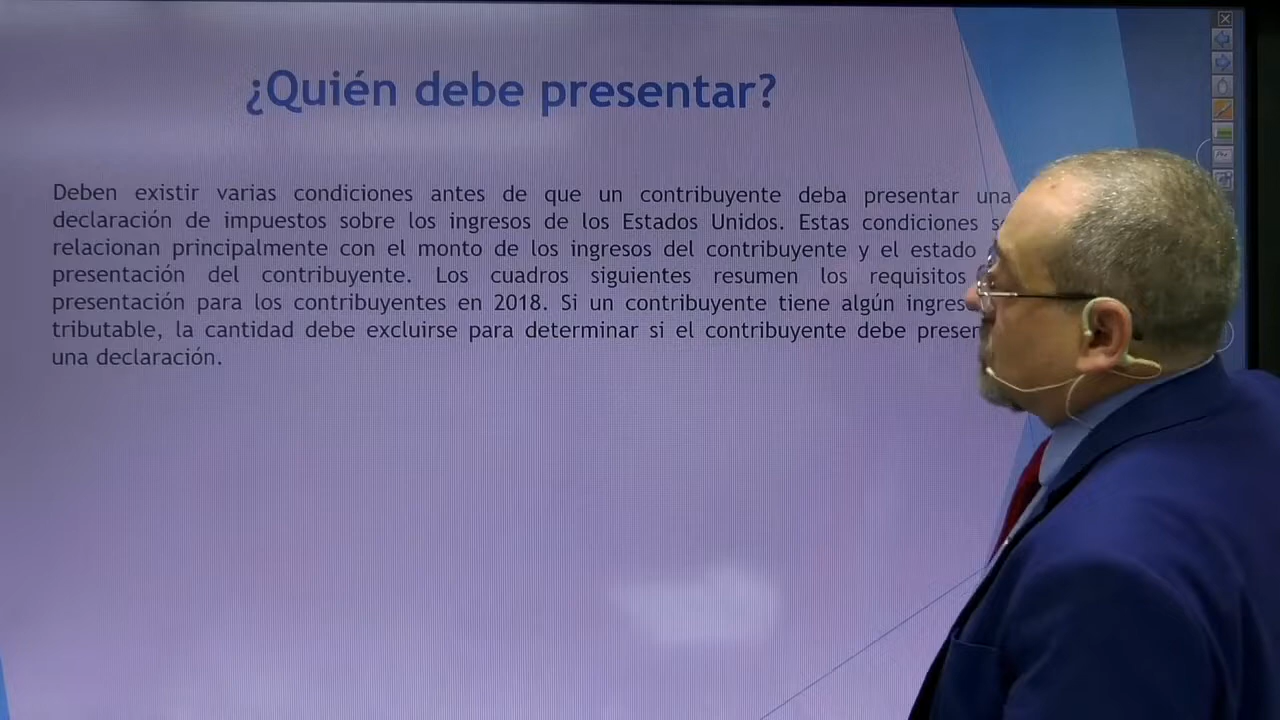 ¿Quién debe presentar?
Deben existir varias condiciones antes de que un contribuyente deba presentar una
declaración de impuestos sobre los ingresos de los Estados Unidos. Estas condiciones
relacionan principalmente con el monto de los ingresos del contribuyente y el estado
presentación del contribuyente. Los cuadros siguientes resumen los requisitos
presentación para los contribuyentes en 2018. Si un contribuyente tiene algún
tributable, la cantidad debe excluirse para determinar si el contribuyente debe
una declaración.